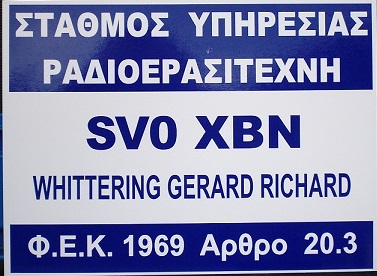 ΣΤΑΘΜΟΣ ΥΠΗΡΕΣΙΑΣ
ΡΑΔΙΟΕΡΑΣΙΤΕΧΝΗ
SV0 XBN
WHITTERING GERARD RICHARD
Φ.Ε.Κ. 1969 Αρθρο 20.3